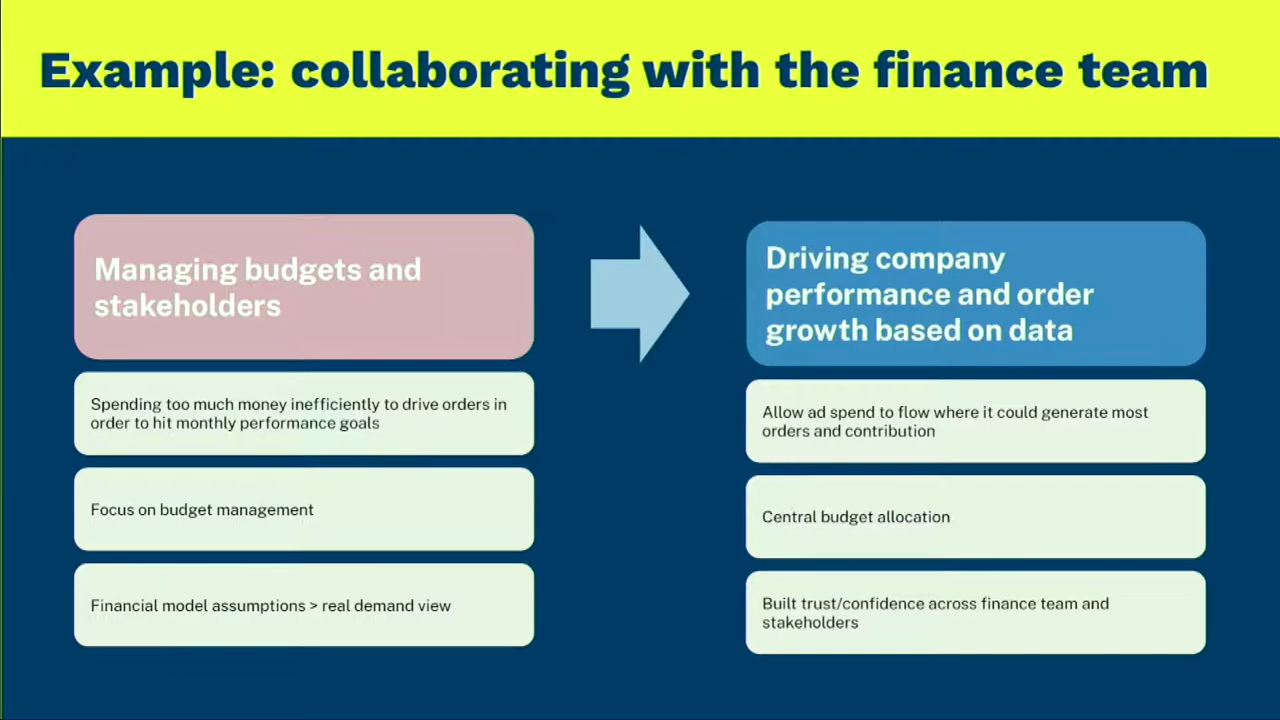 Example: collaborating with the finance team
Managing budgets and
stakeholders
Spending too much money inefficiently to drive orders in
order to hit monthly performance goals
Focus on budget management
Financial model assumptions > real demand view
Driving company
performance and order
growth based on data
Allow ad spend to flow where it could generate most
orders and contribution
Central budget allocation
Built trust/confidence across finance team and
stakeholders